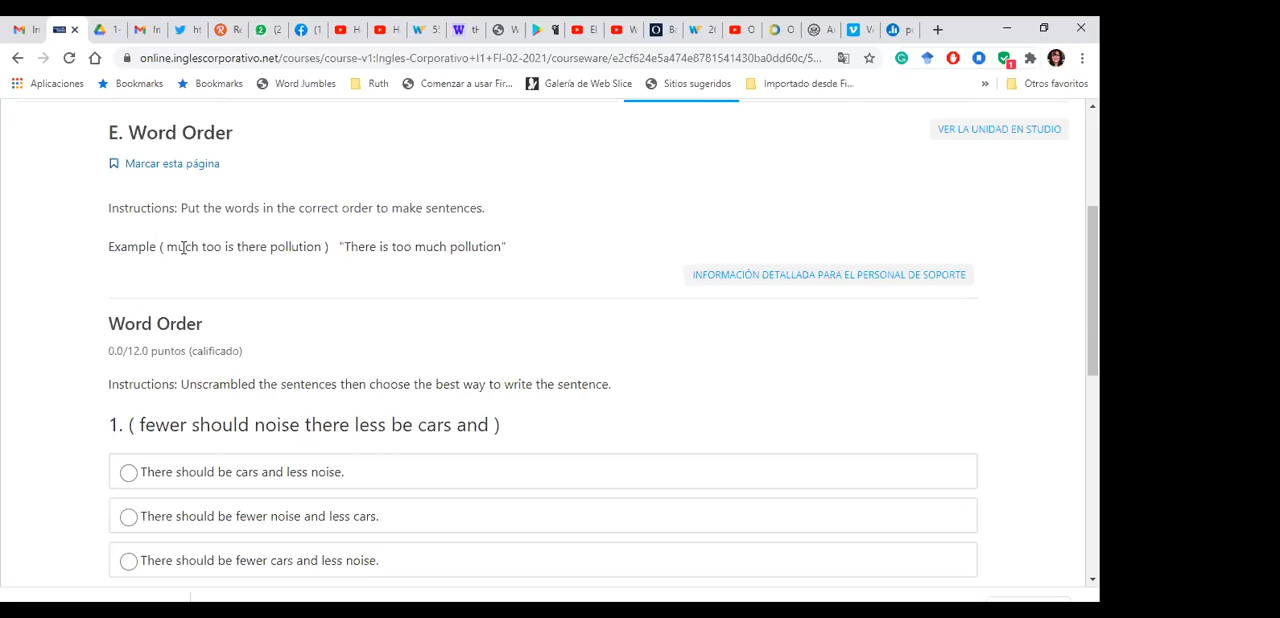 online.inglescorporativo.net/courses/course-v1:Ingles-Corporativo+I1+FI-02-2021/courseware/e2cf624e5a474e8781541430ba0dd60c/5...
Aplicaciones Bookmarks Bookmarks Word Jumbles Ruth Comenzar a usar Fir... Galería de Web Slice Sitios sugeridos Importado desde Fi... » Otros favoritos
E. Word Order
VER LA UNIDAD EN STUDIO
Marcar esta página
Instructions: Put the words in the correct order to make sentences.
Example ( much too is there pollution ) "There is too much pollution"
INFORMACIÓN DETALLADA PARA EL PERSONAL DE SOPORTE
Word Order
0.0/12.0 puntos (calificado)
Instructions: Unscrambled the sentences then choose the best way to write the sentence.
1. ( fewer should noise there less be cars and )
There should be cars and less noise.
There should be fewer noise and less cars.
There should be fewer cars and less noise.